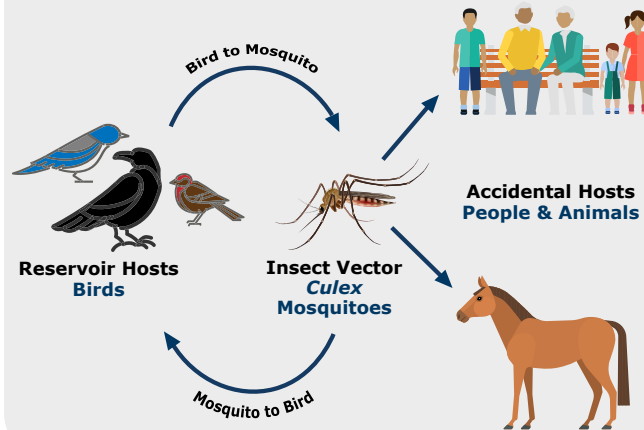 Bird to Mosquito
Reservoir Hosts
Birds
Insect Vector
Culex
Mosquitoes
Accidental Hosts
People & Animals
Mosquito to Bird